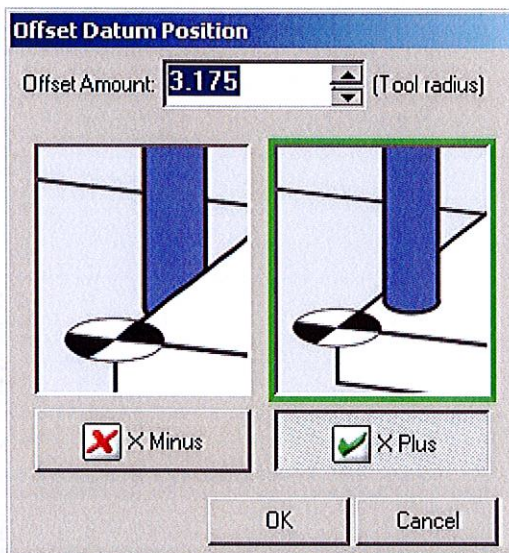 Offset Datum Position
Offset Amount: 3.175 (Tool radius)
X Minus
X Plus
OK
Cancel